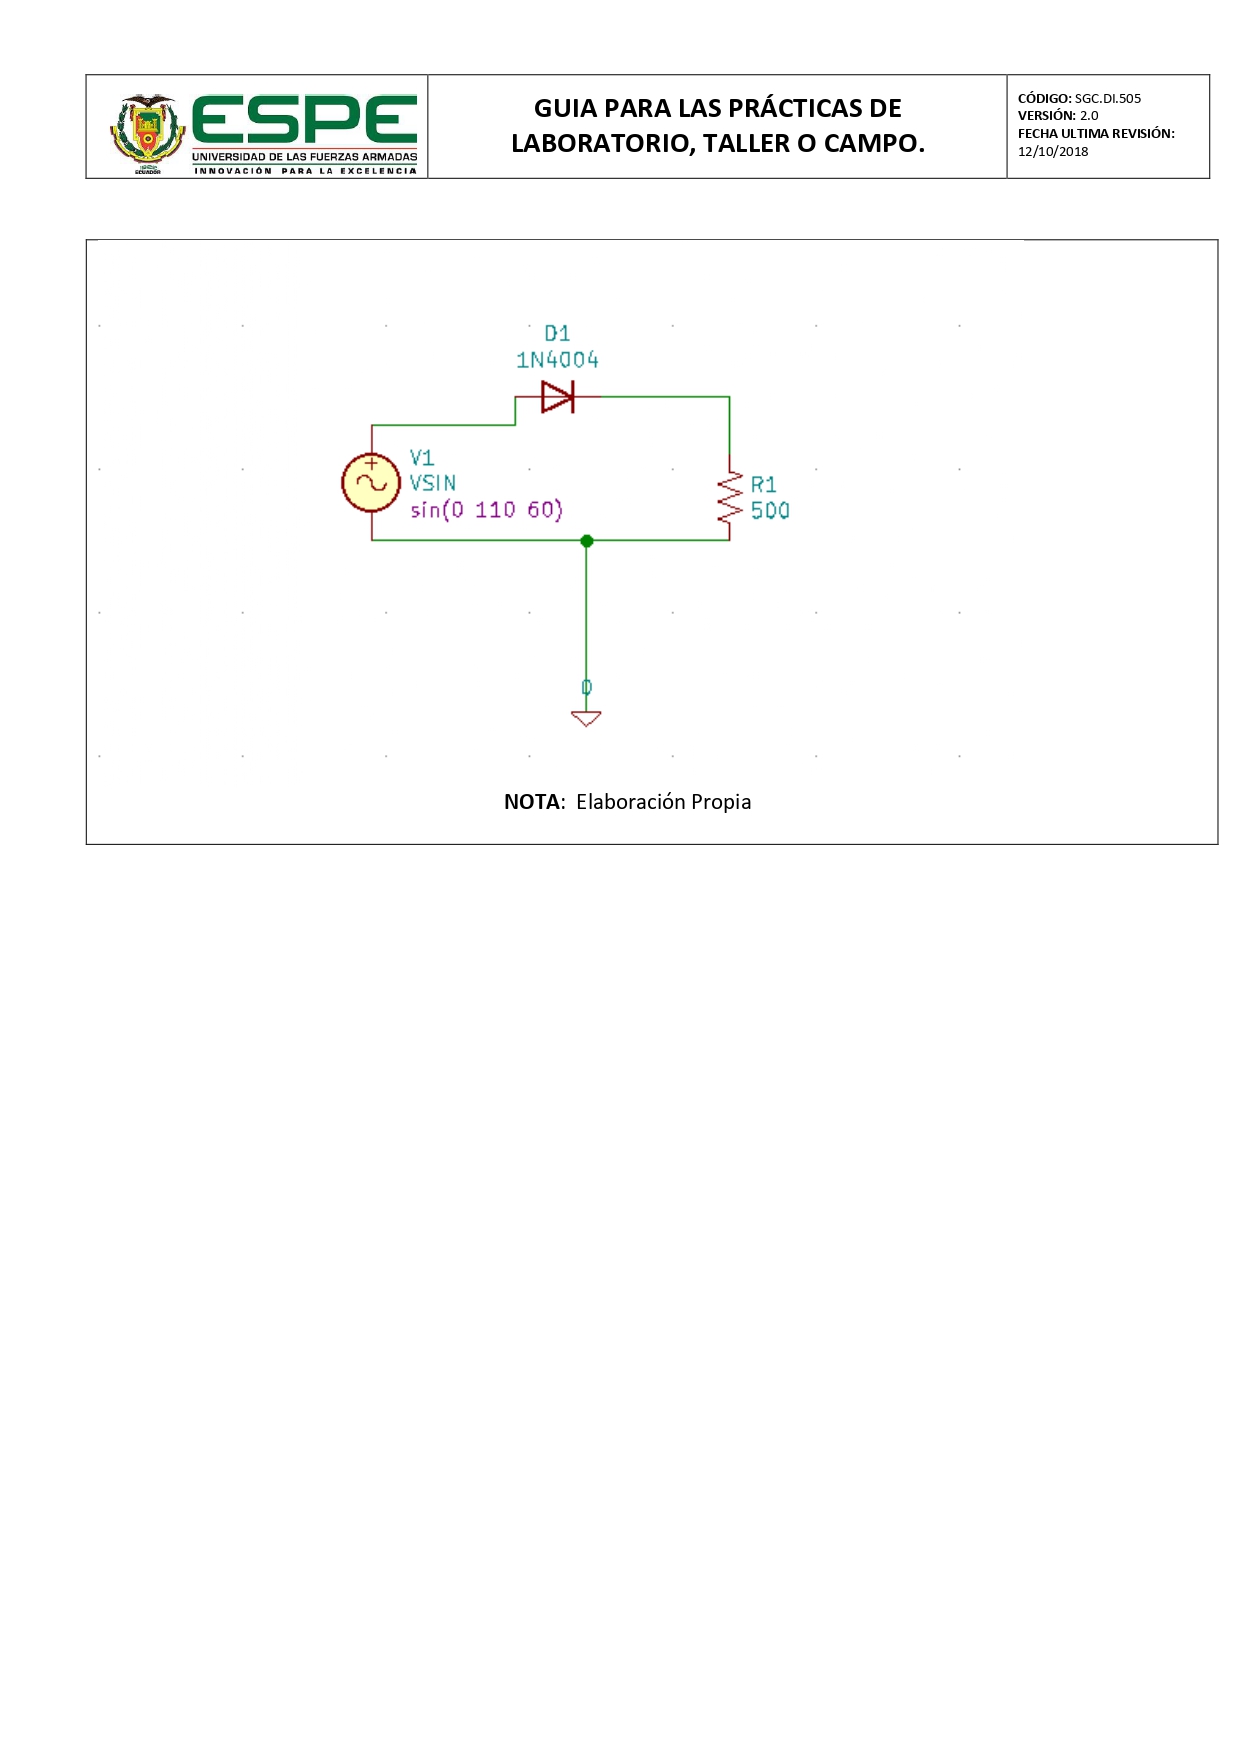 ESPE
UNIVERSIDAD DE LAS FUERZAS ARMADAS
INNOVACIÓN PARA LA EXCELENCIA
ECUADOR
GUIA PARA LAS PRÁCTICAS DE
LABORATORIO, TALLER O CAMPO.
CÓDIGO: SGC.DI.505
VERSIÓN: 2.0
FECHA ULTIMA REVISIÓN:
12/10/2018
D1
1N4004
V1
VSIN
sin(0 110 60)
R1
500
0
NOTA: Elaboración Propia